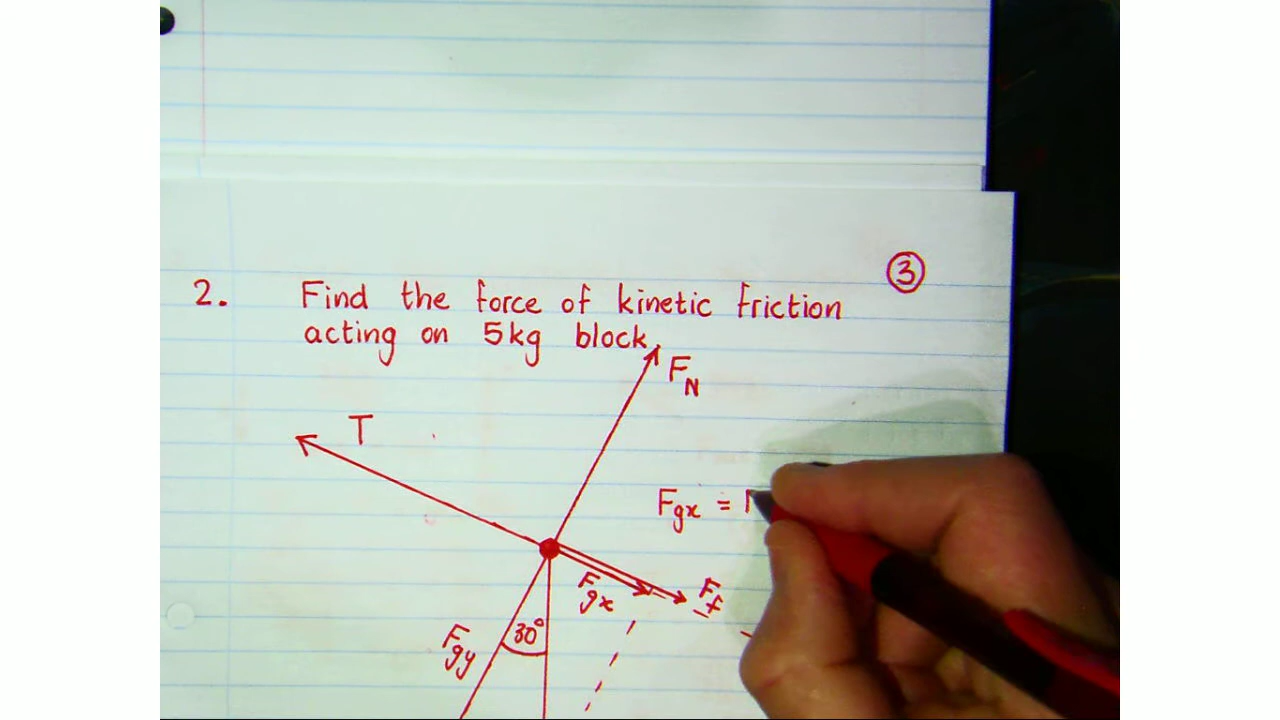 ③
2. Find the force of kinetic friction
acting on 5kg block.
F_N
T
F_gx =
F_gx
F_f
30°
F_gy